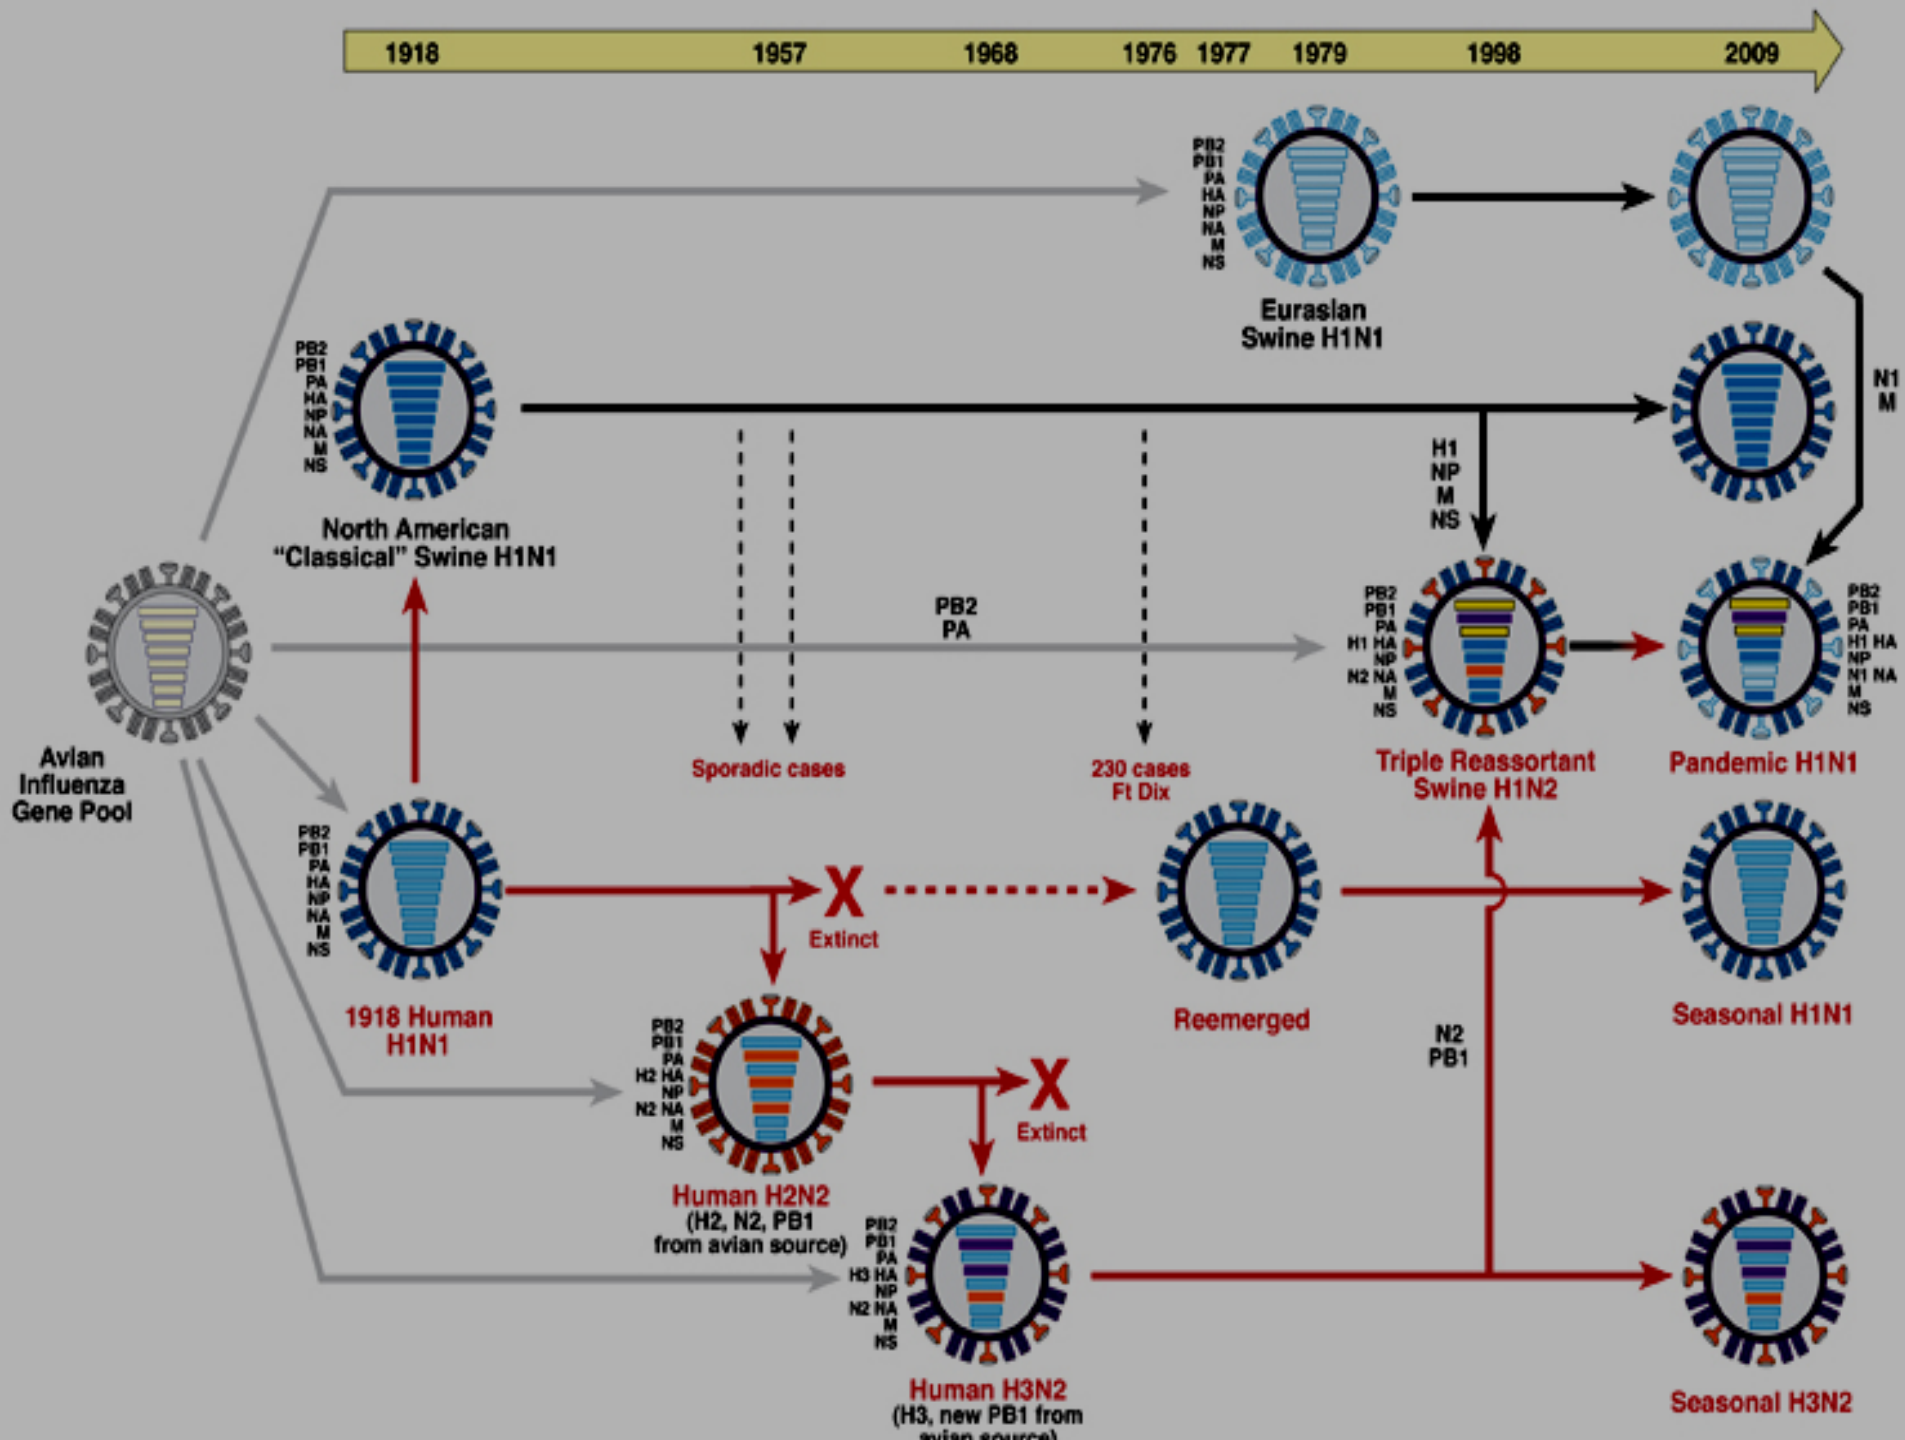 1918 1957 1968 1976 1977 1979 1998 2009
PB2
PB1
PA
HA
NP
NA
M
NS
Eurasian
Swine H1N1
N1
M
PB2
PB1
PA
HA
NP
NA
M
NS
North American
“Classical” Swine H1N1
H1
NP
M
NS
Avian
Influenza
Gene Pool
PB2
PA
Sporadic cases
230 cases
Ft Dix
PB2
PB1
PA
H1 HA
NP
N2 NA
M
NS
Triple Reassortant
Swine H1N2
PB2
PB1
PA
H1 HA
NP
N1 NA
M
NS
Pandemic H1N1
PB2
PB1
PA
HA
NP
NA
M
NS
1918 Human
H1N1
X
Extinct
Reemerged
Seasonal H1N1
PB2
PB1
PA
H2 HA
NP
N2 NA
M
NS
Human H2N2
(H2, N2, PB1
from avian source)
X
Extinct
N2
PB1
PB2
PB1
PA
H3 HA
NP
N2 NA
M
NS
Human H3N2
(H3, new PB1 from
avian source)
Seasonal H3N2